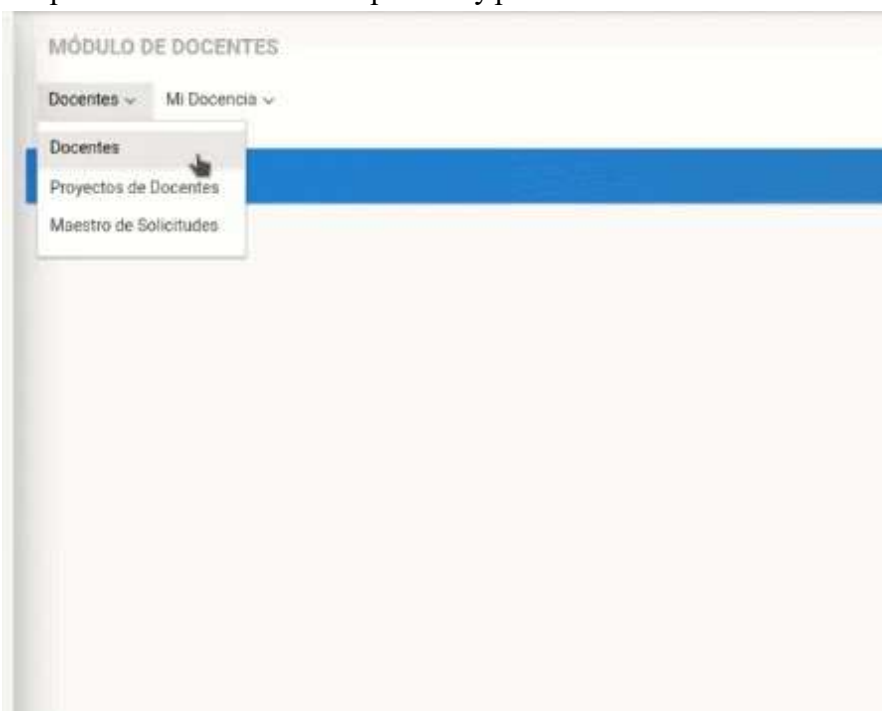 MÓDULO DE DOCENTES
Docentes Mi Docencia
Docentes
Proyectos de Docentes
Maestro de Solicitudes